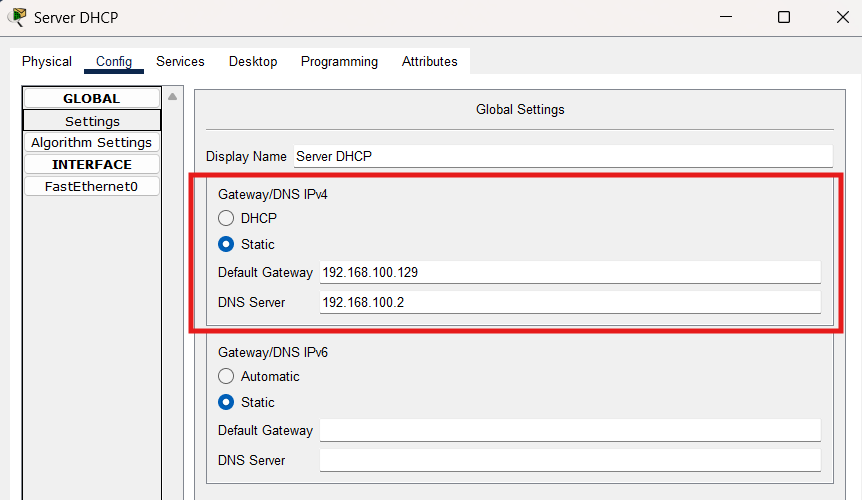 Server DHCP
Physical Config Services Desktop Programming Attributes
GLOBAL
Settings
Algorithm Settings
INTERFACE
FastEthernet0
Global Settings
Display Name Server DHCP
Gateway/DNS IPv4
DHCP
Static
Default Gateway 192.168.100.129
DNS Server 192.168.100.2
Gateway/DNS IPv6
Automatic
Static
Default Gateway
DNS Server